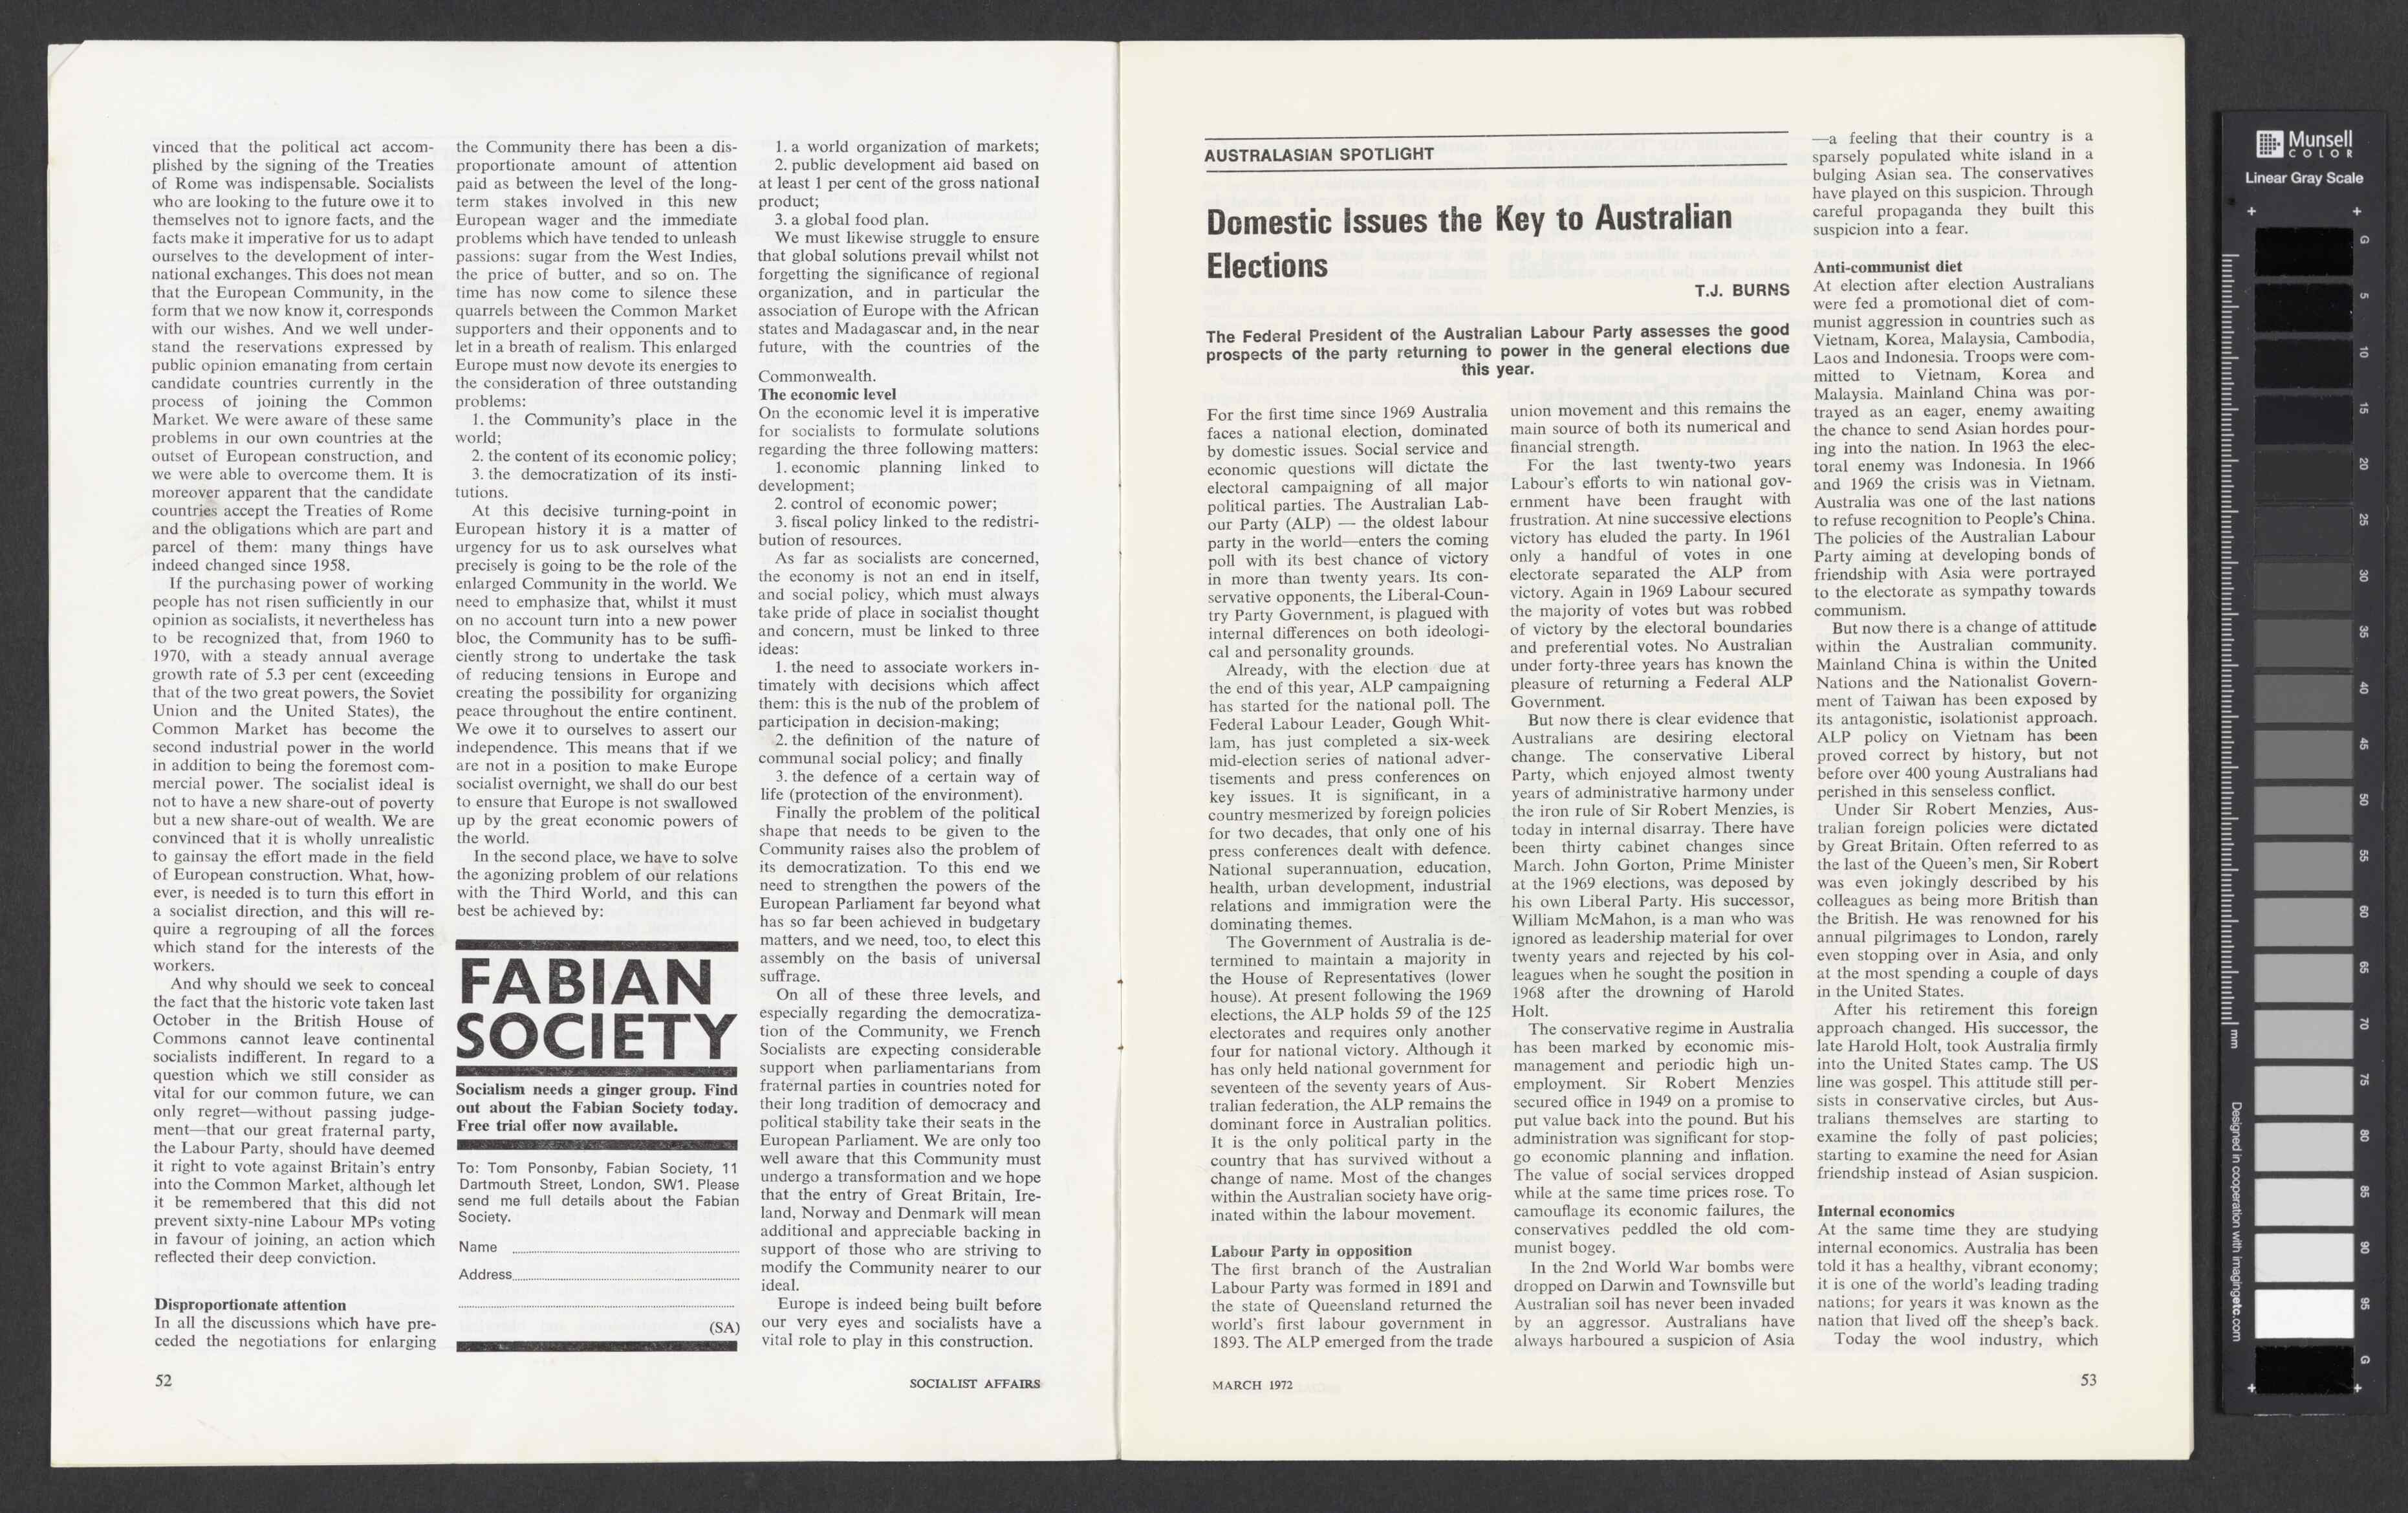 vinced that the political act accom-
plished by the signing of the Treaties
of Rome was indispensable. Socialists
who are looking to the future owe it to
themselves not to ignore facts, and the
facts make it imperative for us to adapt
ourselves to the development of inter-
national exchanges. This does not mean
that the European Community, in the
form that we now know it, corresponds
with our wishes. And we well under-
stand the reservations expressed by
public opinion emanating from certain
candidate countries currently in the
process of joining the Common
Market. We were aware of these same
problems in our own countries at the
outset of European construction, and
we were able to overcome them. It is
moreover apparent that the candidate
countries accept the Treaties of Rome
and the obligations which are part and
parcel of them: many things have
indeed changed since 1958.
If the purchasing power of working
people has not risen sufficiently in our
opinion as socialists, it nevertheless has
to be recognized that, from 1960 to
1970, with a steady annual average
growth rate of 5.3 per cent (exceeding
that of the two great powers, the Soviet
Union and the United States), the
Common Market has become the
second industrial power in the world
in addition to being the foremost com-
mercial power. The socialist ideal is
not to have a new share-out of poverty
but a new share-out of wealth. We are
convinced that it is wholly unrealistic
to gainsay the effort made in the field
of European construction. What, how-
ever, is needed is to turn this effort in
a socialist direction, and this will re-
quire a regrouping of all the forces
which stand for the interests of the
workers.
And why should we seek to conceal
the fact that the historic vote taken last
October in the British House of
Commons cannot leave continental
socialists indifferent. In regard to a
question which we still consider as
vital for our common future, we can
only regret—without passing judge-
ment—that our great fraternal party,
the Labour Party, should have deemed
it right to vote against Britain's entry
into the Common Market, although let
it be remembered that this did not
prevent sixty-nine Labour MPs voting
in favour of joining, an action which
reflected their deep conviction.
Disproportionate attention
In all the discussions which have pre-
ceded the negotiations for enlarging
the Community there has been a dis-
proportionate amount of attention
paid as between the level of the long-
term stakes involved in this new
European wager and the immediate
problems which have tended to unleash
passions: sugar from the West Indies,
the price of butter, and so on. The
time has now come to silence these
quarrels between the Common Market
supporters and their opponents and to
let in a breath of realism. This enlarged
Europe must now devote its energies to
the consideration of three outstanding
problems:
1. the Community's place in the
world;
2. the content of its economic policy;
3. the democratization of its insti-
tutions.
At this decisive turning-point in
European history it is a matter of
urgency for us to ask ourselves what
precisely is going to be the role of the
enlarged Community in the world. We
need to emphasize that, whilst it must
on no account turn into a new power
bloc, the Community has to be suffi-
ciently strong to undertake the task
of reducing tensions in Europe and
creating the possibility for organizing
peace throughout the entire continent.
We owe it to ourselves to assert our
independence. This means that if we
are not in a position to make Europe
socialist overnight, we shall do our best
to ensure that Europe is not swallowed
up by the great economic powers of
the world.
In the second place, we have to solve
the agonizing problem of our relations
with the Third World, and this can
best be achieved by:
FABIAN
SOCIETY
Socialism needs a ginger group. Find
out about the Fabian Society today.
Free trial offer now available.
To: Tom Ponsonby, Fabian Society, 11
Dartmouth Street, London, SW1. Please
send me full details about the Fabian
Society.
Name
Address
(SA)
1. a world organization of markets;
2. public development aid based on
at least 1 per cent of the gross national
product;
3. a global food plan.
We must likewise struggle to ensure
that global solutions prevail whilst not
forgetting the significance of regional
organization, and in particular the
association of Europe with the African
states and Madagascar and, in the near
future, with the countries of the
Commonwealth.
The economic level
On the economic level it is imperative
for socialists to formulate solutions
regarding the three following matters:
1. economic planning linked to
development;
2. control of economic power;
3. fiscal policy linked to the redistri-
bution of resources.
As far as socialists are concerned,
the economy is not an end in itself,
and social policy, which must always
take pride of place in socialist thought
and concern, must be linked to three
ideas:
1. the need to associate workers in-
timately with decisions which affect
them: this is the nub of the problem of
participation in decision-making;
2. the definition of the nature of
communal social policy; and finally
3. the defence of a certain way of
life (protection of the environment).
Finally the problem of the political
shape that needs to be given to the
Community raises also the problem of
its democratization. To this end we
need to strengthen the powers of the
European Parliament far beyond what
has so far been achieved in budgetary
matters, and we need, too, to elect this
assembly on the basis of universal
suffrage.
On all of these three levels, and
especially regarding the democratiza-
tion of the Community, we French
Socialists are expecting considerable
support when parliamentarians from
fraternal parties in countries noted for
their long tradition of democracy and
political stability take their seats in the
European Parliament. We are only too
well aware that this Community must
undergo a transformation and we hope
that the entry of Great Britain, Ire-
land, Norway and Denmark will mean
additional and appreciable backing in
support of those who are striving to
modify the Community nearer to our
ideal.
Europe is indeed being built before
our very eyes and socialists have a
vital role to play in this construction.
52
SOCIALIST AFFAIRS
AUSTRALASIAN SPOTLIGHT
Domestic Issues the Key to Australian
Elections
T.J. BURNS
The Federal President of the Australian Labour Party assesses the good
prospects of the party returning to power in the general elections due
this year.
For the first time since 1969 Australia
faces a national election, dominated
by domestic issues. Social service and
economic questions will dictate the
electoral campaigning of all major
political parties. The Australian Lab-
our Party (ALP) — the oldest labour
party in the world—enters the coming
poll with its best chance of victory
in more than twenty years. Its con-
servative opponents, the Liberal-Coun-
try Party Government, is plagued with
internal differences on both ideologi-
cal and personality grounds.
Already, with the election due at
the end of this year, ALP campaigning
has started for the national poll. The
Federal Labour Leader, Gough Whit-
lam, has just completed a six-week
mid-election series of national adver-
tisements and press conferences on
key issues. It is significant, in a
country mesmerized by foreign policies
for two decades, that only one of his
press conferences dealt with defence.
National superannuation, education,
health, urban development, industrial
relations and immigration were the
dominating themes.
The Government of Australia is de-
termined to maintain a majority in
the House of Representatives (lower
house). At present following the 1969
elections, the ALP holds 59 of the 125
electorates and requires only another
four for national victory. Although it
has only held national government for
seventeen of the seventy years of Aus-
tralian federation, the ALP remains the
dominant force in Australian politics.
It is the only political party in the
country that has survived without a
change of name. Most of the changes
within the Australian society have orig-
inated within the labour movement.
Labour Party in opposition
The first branch of the Australian
Labour Party was formed in 1891 and
the state of Queensland returned the
world's first labour government in
1893. The ALP emerged from the trade
union movement and this remains the
main source of both its numerical and
financial strength.
For the last twenty-two years
Labour's efforts to win national gov-
ernment have been fraught with
frustration. At nine successive elections
victory has eluded the party. In 1961
only a handful of votes in one
electorate separated the ALP from
victory. Again in 1969 Labour secured
the majority of votes but was robbed
of victory by the electoral boundaries
and preferential votes. No Australian
under forty-three years has known the
pleasure of returning a Federal ALP
Government.
But now there is clear evidence that
Australians are desiring electoral
change. The conservative Liberal
Party, which enjoyed almost twenty
years of administrative harmony under
the iron rule of Sir Robert Menzies, is
today in internal disarray. There have
been thirty cabinet changes since
March. John Gorton, Prime Minister
at the 1969 elections, was deposed by
his own Liberal Party. His successor,
William McMahon, is a man who was
ignored as leadership material for over
twenty years and rejected by his col-
leagues when he sought the position in
1968 after the drowning of Harold
Holt.
The conservative regime in Australia
has been marked by economic mis-
management and periodic high un-
employment. Sir Robert Menzies
secured office in 1949 on a promise to
put value back into the pound. But his
administration was significant for stop-
go economic planning and inflation.
The value of social services dropped
while at the same time prices rose. To
camouflage its economic failures, the
conservatives peddled the old com-
munist bogey.
In the 2nd World War bombs were
dropped on Darwin and Townsville but
Australian soil has never been invaded
by an aggressor. Australians have
always harboured a suspicion of Asia
—a feeling that their country is a
sparsely populated white island in a
bulging Asian sea. The conservatives
have played on this suspicion. Through
careful propaganda they built this
suspicion into a fear.
Anti-communist diet
At election after election Australians
were fed a promotional diet of com-
munist aggression in countries such as
Vietnam, Korea, Malaysia, Cambodia,
Laos and Indonesia. Troops were com-
mitted to Vietnam, Korea and
Malaysia. Mainland China was por-
trayed as an eager, enemy awaiting
the chance to send Asian hordes pour-
ing into the nation. In 1963 the elec-
toral enemy was Indonesia. In 1966
and 1969 the crisis was in Vietnam.
Australia was one of the last nations
to refuse recognition to People's China.
The policies of the Australian Labour
Party aiming at developing bonds of
friendship with Asia were portrayed
to the electorate as sympathy towards
communism.
But now there is a change of attitude
within the Australian community.
Mainland China is within the United
Nations and the Nationalist Govern-
ment of Taiwan has been exposed by
its antagonistic, isolationist approach.
ALP policy on Vietnam has been
proved correct by history, but not
before over 400 young Australians had
perished in this senseless conflict.
Under Sir Robert Menzies, Aus-
tralian foreign policies were dictated
by Great Britain. Often referred to as
the last of the Queen's men, Sir Robert
was even jokingly described by his
colleagues as being more British than
the British. He was renowned for his
annual pilgrimages to London, rarely
even stopping over in Asia, and only
at the most spending a couple of days
in the United States.
After his retirement this foreign
approach changed. His successor, the
late Harold Holt, took Australia firmly
into the United States camp. The US
line was gospel. This attitude still per-
sists in conservative circles, but Aus-
tralians themselves are starting to
examine the folly of past policies;
starting to examine the need for Asian
friendship instead of Asian suspicion.
Internal economics
At the same time they are studying
internal economics. Australia has been
told it has a healthy, vibrant economy;
it is one of the world's leading trading
nations; for years it was known as the
nation that lived off the sheep's back.
Today the wool industry, which
MARCH 1972
53
Munsell
COLOR
Linear Gray Scale
G
5
10
15
20
25
30
35
40
45
50
55
60
65
70
75
80
85
90
95
G
mm
Designed in cooperation with imagingetc.com